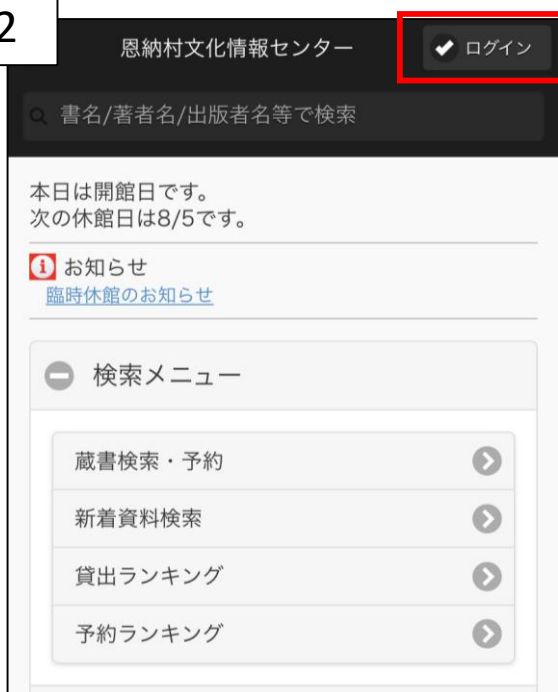 2
恩納村文化情報センター
ログイン
書名/著者名/出版者名等で検索
本日は開館日です。
次の休館日は8/5です。
お知らせ
臨時休館のお知らせ
検索メニュー
蔵書検索・予約
新着資料検索
貸出ランキング
予約ランキング